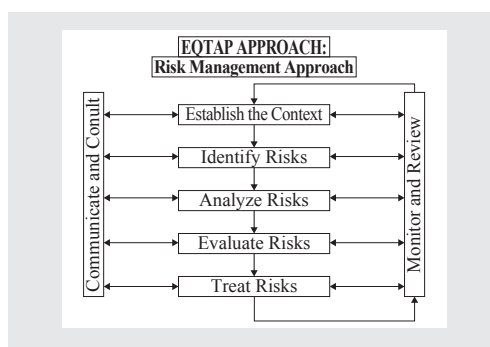 EQTAP APPROACH:
Risk Management Approach
Communicate and Conult
Establish the Context
Identify Risks
Analyze Risks
Evaluate Risks
Treat Risks
Monitor and Review